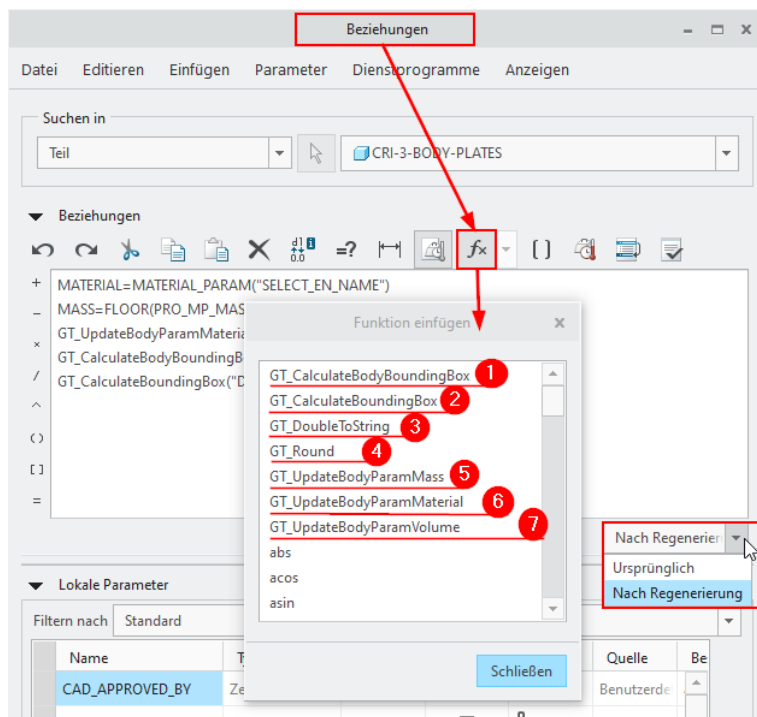 Beziehungen
Datei Editieren Einfügen Parameter Dienstprogramme Anzeigen
Suchen in
Teil
CRI-3-BODY-PLATES
Beziehungen
=? fx [ ]
+ MATERIAL=MATERIAL_PARAM("SELECT_EN_NAME")
- MASS=FLOOR(PRO_MP_MAS
GT_UpdateBodyParamMateria
× GT_CalculateBodyBoundingB
/ GT_CalculateBoundingBox("D
^
()
[]
=
Funktion einfügen
GT_CalculateBodyBoundingBox 1
GT_CalculateBoundingBox 2
GT_DoubleToString 3
GT_Round 4
GT_UpdateBodyParamMass 5
GT_UpdateBodyParamMaterial 6
GT_UpdateBodyParamVolume 7
abs
acos
asin
Schließen
Nach Regenerier
Ursprünglich
Nach Regenerierung
Lokale Parameter
Filtern nach Standard
Name Quelle Be
CAD_APPROVED_BY Ze Benutzerde